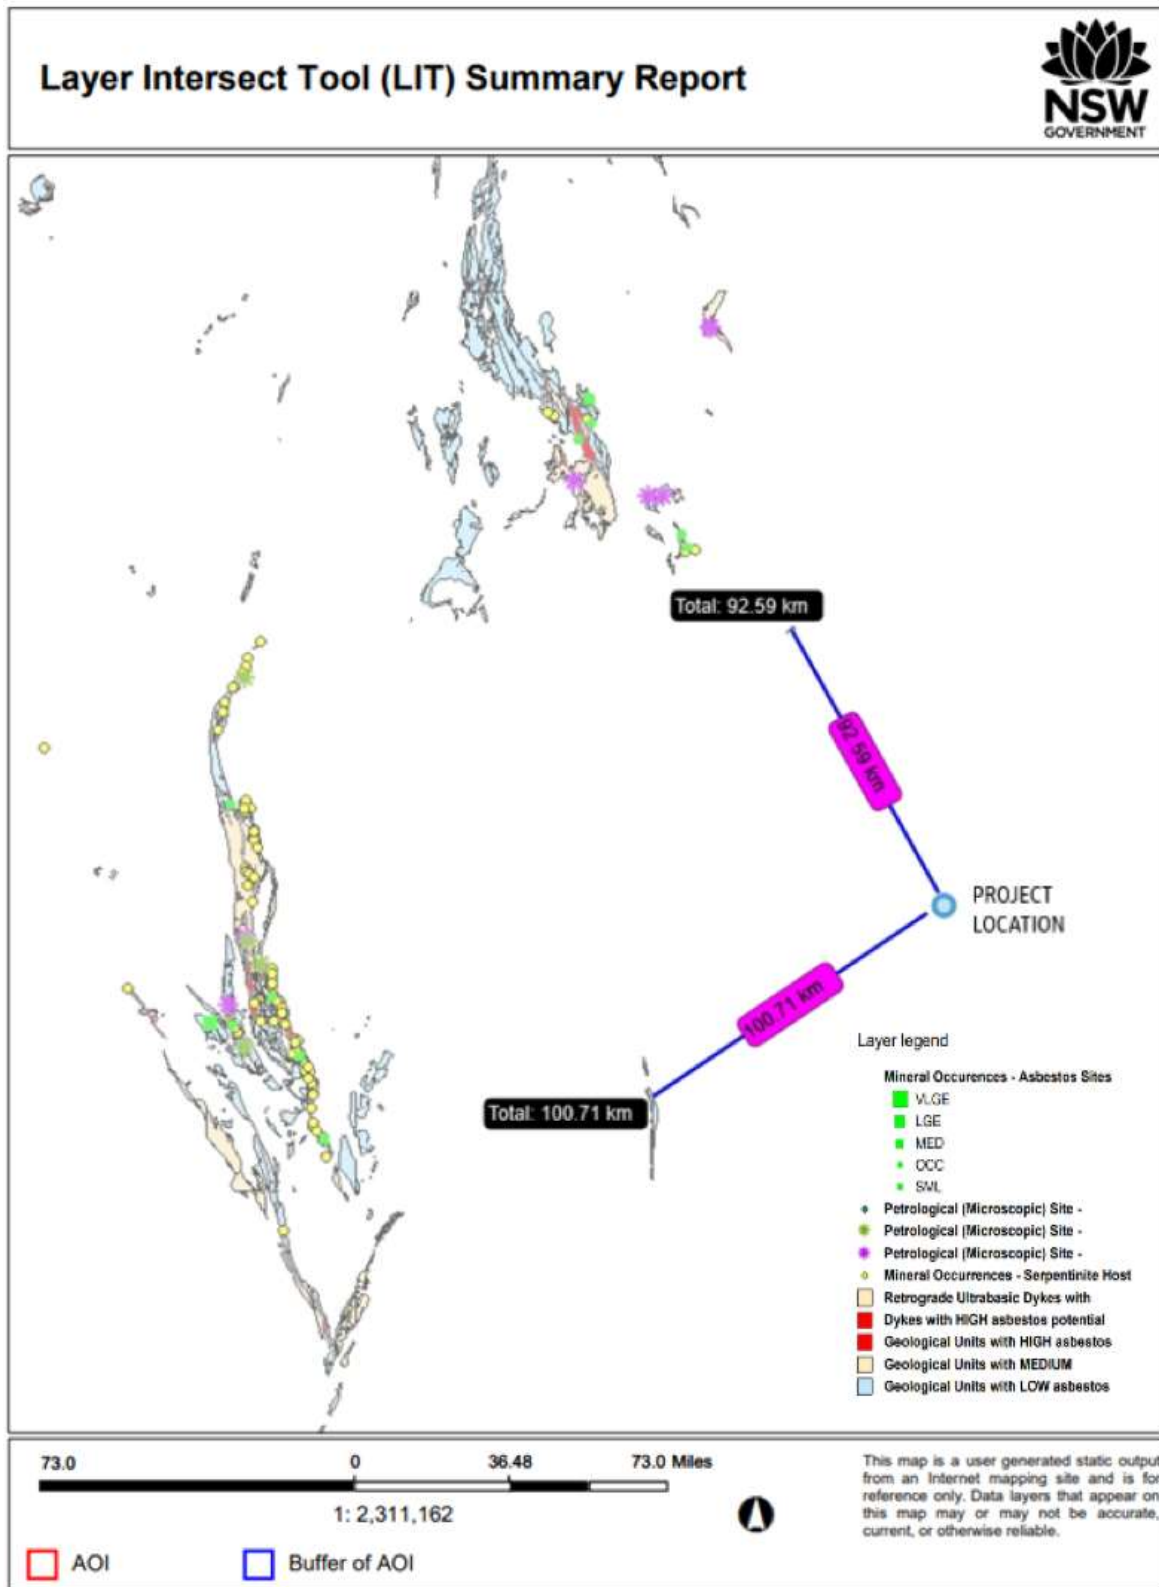 Layer Intersect Tool (LIT) Summary Report
NSW
GOVERNMENT
Total: 92.59 km
92.59 km
PROJECT
LOCATION
100.71 km
Total: 100.71 km
Layer legend
Mineral Occurences - Asbestos Sites
VLGE
LGE
MED
OCC
SML
Petrological (Microscopic) Site -
Petrological (Microscopic) Site -
Petrological (Microscopic) Site -
Mineral Occurrences - Serpentinite Host
Retrograde Ultrabasic Dykes with
Dykes with HIGH asbestos potential
Geological Units with HIGH asbestos
Geological Units with MEDIUM
Geological Units with LOW asbestos
73.0 0 36.48 73.0 Miles
1: 2,311,162
This map is a user generated static output
from an Internet mapping site and is for
reference only. Data layers that appear on
this map may or may not be accurate,
current, or otherwise reliable.
AOI
Buffer of AOI